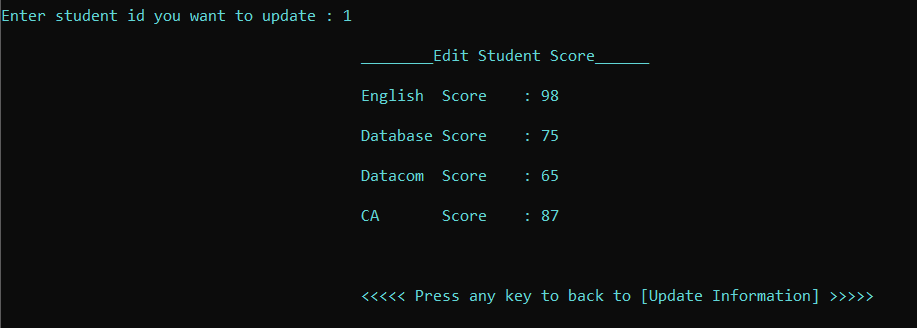 Enter student id you want to update : 1
________Edit Student Score______
English  Score    : 98
Database Score    : 75
Datacom  Score    : 65
CA       Score    : 87
<<<<< Press any key to back to [Update Information] >>>>>